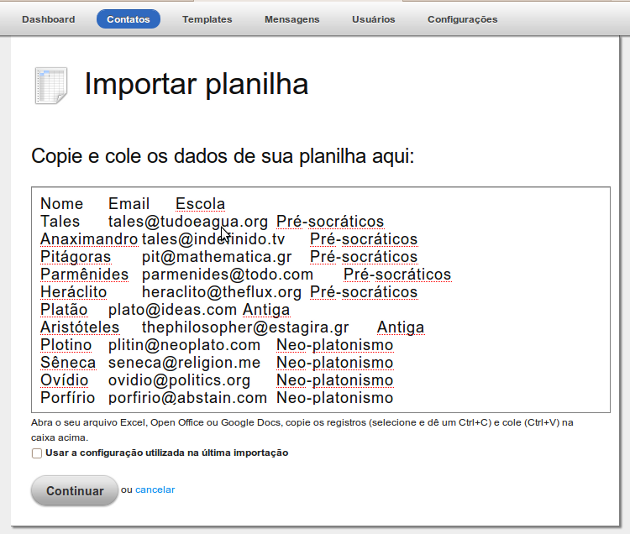 Dashboard Contatos Templates Mensagens Usuários Configurações
Importar planilha
Copie e cole os dados de sua planilha aqui:
Nome Email Escola
Tales tales@tudoeagua.org Pré-socráticos
Anaximandro tales@indefinido.tv Pré-socráticos
Pitágoras pit@mathematica.gr Pré-socráticos
Parmênides parmenides@todo.com Pré-socráticos
Heráclito heraclito@theflux.org Pré-socráticos
Platão plato@ideas.com Antiga
Aristóteles thephilosopher@estagira.gr Antiga
Plotino plitin@neoplato.com Neo-platonismo
Sêneca seneca@religion.me Neo-platonismo
Ovídio ovidio@politics.org Neo-platonismo
Porfírio porfirio@abstain.com Neo-platonismo
Abra o seu arquivo Excel, Open Office ou Google Docs, copie os registros (selecione e dê um Ctrl+C) e cole (Ctrl+V) na
caixa acima.
Usar a configuração utilizada na última importação
Continuar ou cancelar